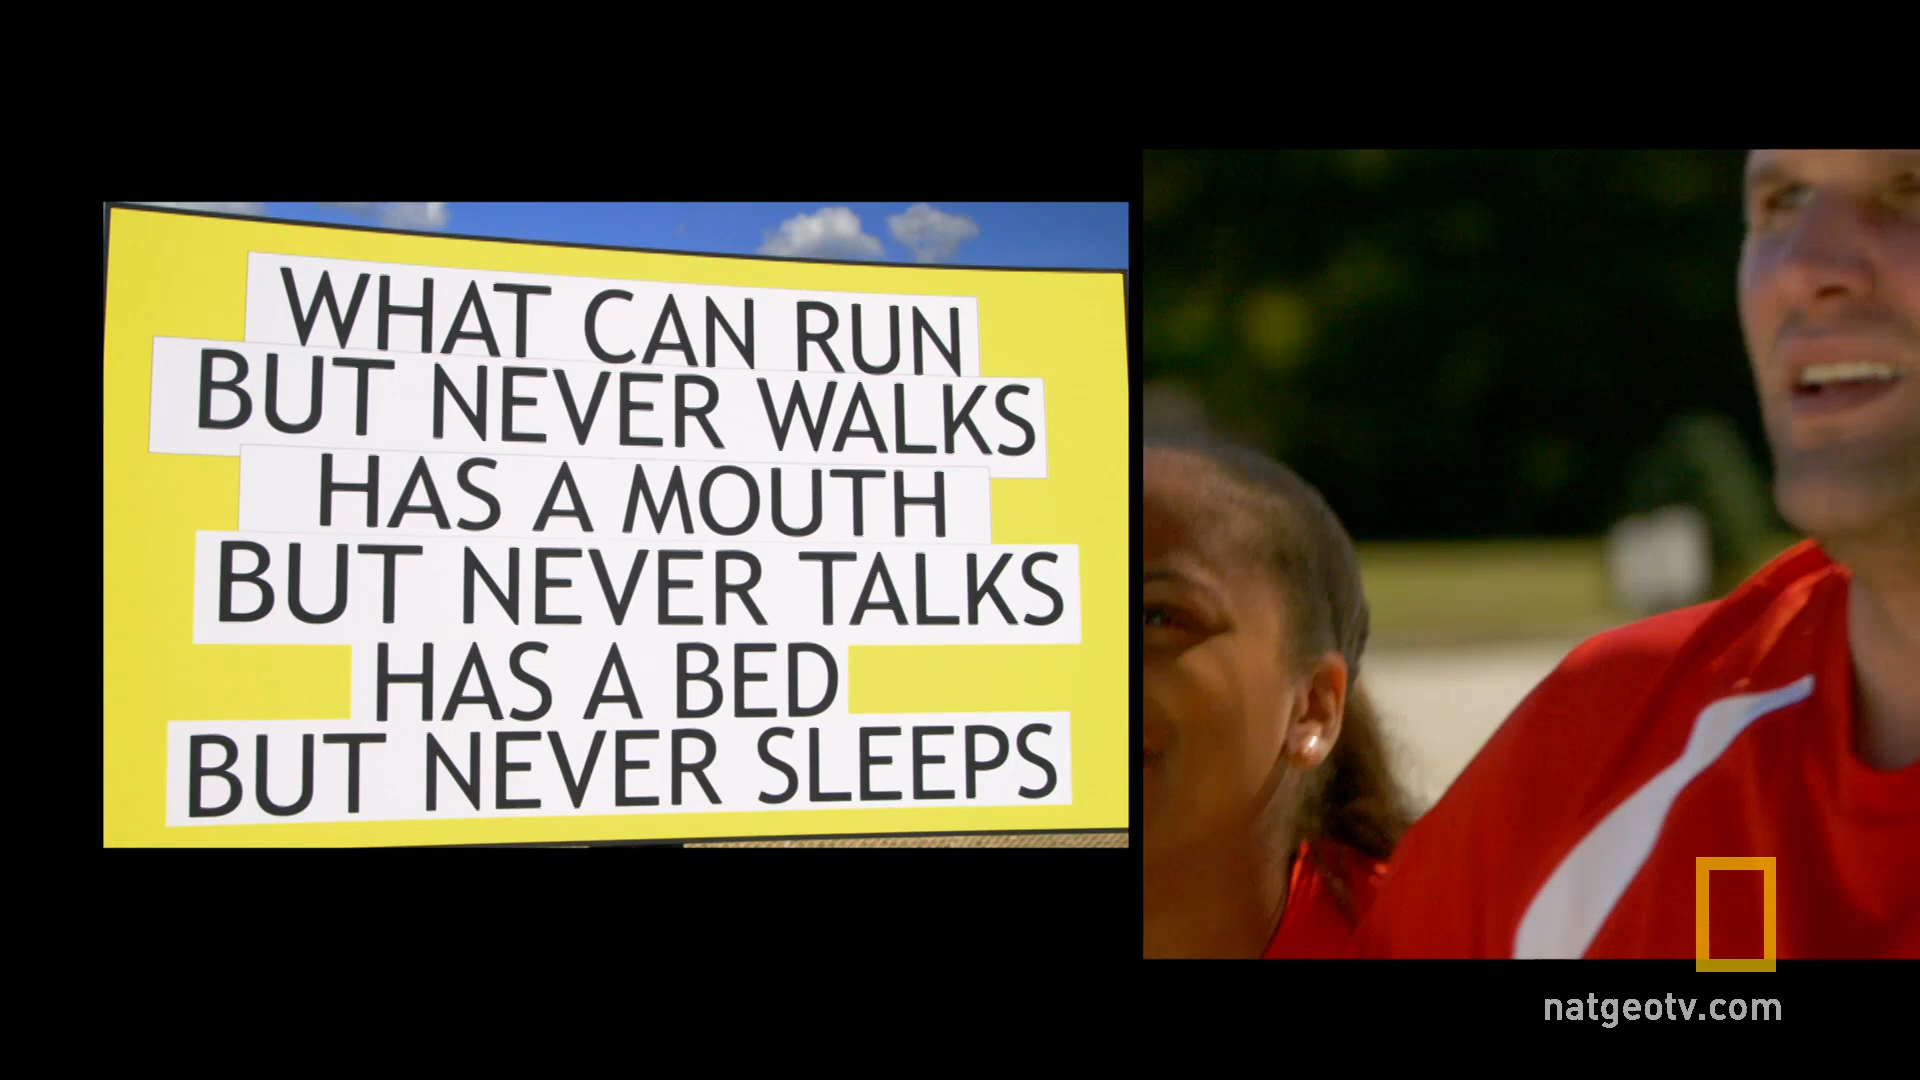 WHAT CAN RUN
BUT NEVER WALKS
HAS A MOUTH
BUT NEVER TALKS
HAS A BED
BUT NEVER SLEEPS
natgeotv.com